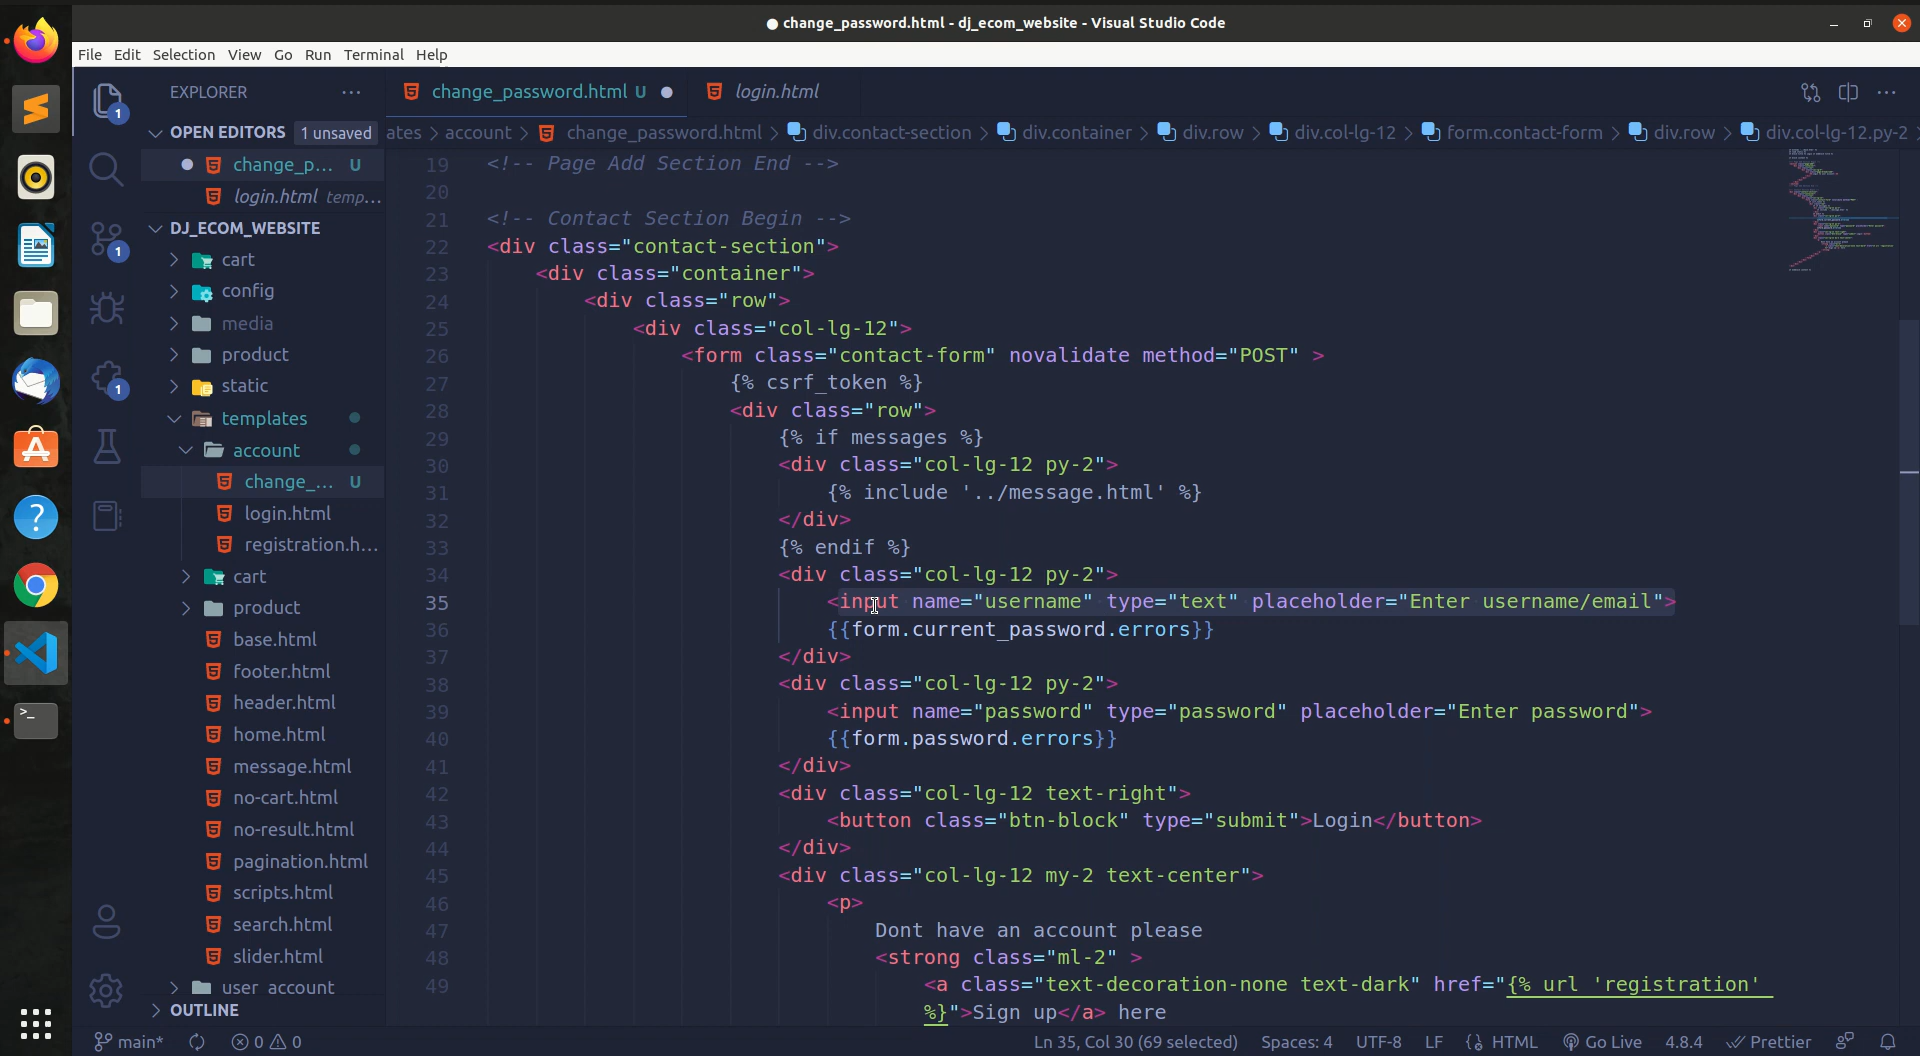 change_password.html - dj_ecom_website - Visual Studio Code
File Edit Selection View Go Run Terminal Help
EXPLORER
change_password.html U
login.html
OPEN EDITORS 1 unsaved
ates > account > change_password.html > div.contact-section > div.container > div.row > div.col-lg-12 > form.contact-form > div.row > div.col-lg-12.py-2
change_p... U
login.html temp...
DJ_ECOM_WEBSITE
cart
config
media
product
static
templates
account
change_... U
login.html
registration.h...
cart
product
base.html
footer.html
header.html
home.html
message.html
no-cart.html
no-result.html
pagination.html
scripts.html
search.html
slider.html
user_account
OUTLINE
1
1
1
19 <!-- Page Add Section End -->
20
21 <!-- Contact Section Begin -->
22 <div class="contact-section">
23 <div class="container">
24 <div class="row">
25 <div class="col-lg-12">
26 <form class="contact-form" novalidate method="POST" >
27 {% csrf_token %}
28 <div class="row">
29 {% if messages %}
30 <div class="col-lg-12 py-2">
31 {% include '../message.html' %}
32 </div>
33 {% endif %}
34 <div class="col-lg-12 py-2">
35 <input name="username" type="text" placeholder="Enter username/email">
36 {{form.current_password.errors}}
37 </div>
38 <div class="col-lg-12 py-2">
39 <input name="password" type="password" placeholder="Enter password">
40 {{form.password.errors}}
41 </div>
42 <div class="col-lg-12 text-right">
43 <button class="btn-block" type="submit">Login</button>
44 </div>
45 <div class="col-lg-12 my-2 text-center">
46 <p>
47 Dont have an account please
48 <strong class="ml-2" >
49 <a class="text-decoration-none text-dark" href="{% url 'registration'
%}">Sign up</a> here
main* 0 0 Ln 35, Col 30 (69 selected) Spaces: 4 UTF-8 LF HTML Go Live 4.8.4 Prettier